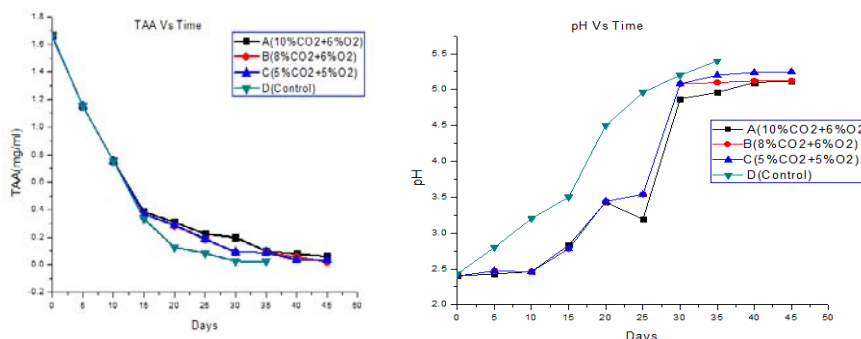 TAA Vs Time
A(10%CO2+6%O2)
B(8%CO2+6%O2)
C(5%CO2+5%O2)
D(Control)
TAA(mg/ml)
1.8
1.6
1.4
1.2
1.0
0.8
0.6
0.4
0.2
0.0
-0.2
0 5 10 15 20 25 30 35 40 45 50
Days
pH Vs Time
A(10%CO2+6%O2
B(8%CO2+6%O2)
C(5%CO2+5%O2)
D(Control)
pH
5.5
5.0
4.5
4.0
3.5
3.0
2.5
2.0
0 5 10 15 20 25 30 35 40 45 50
Days